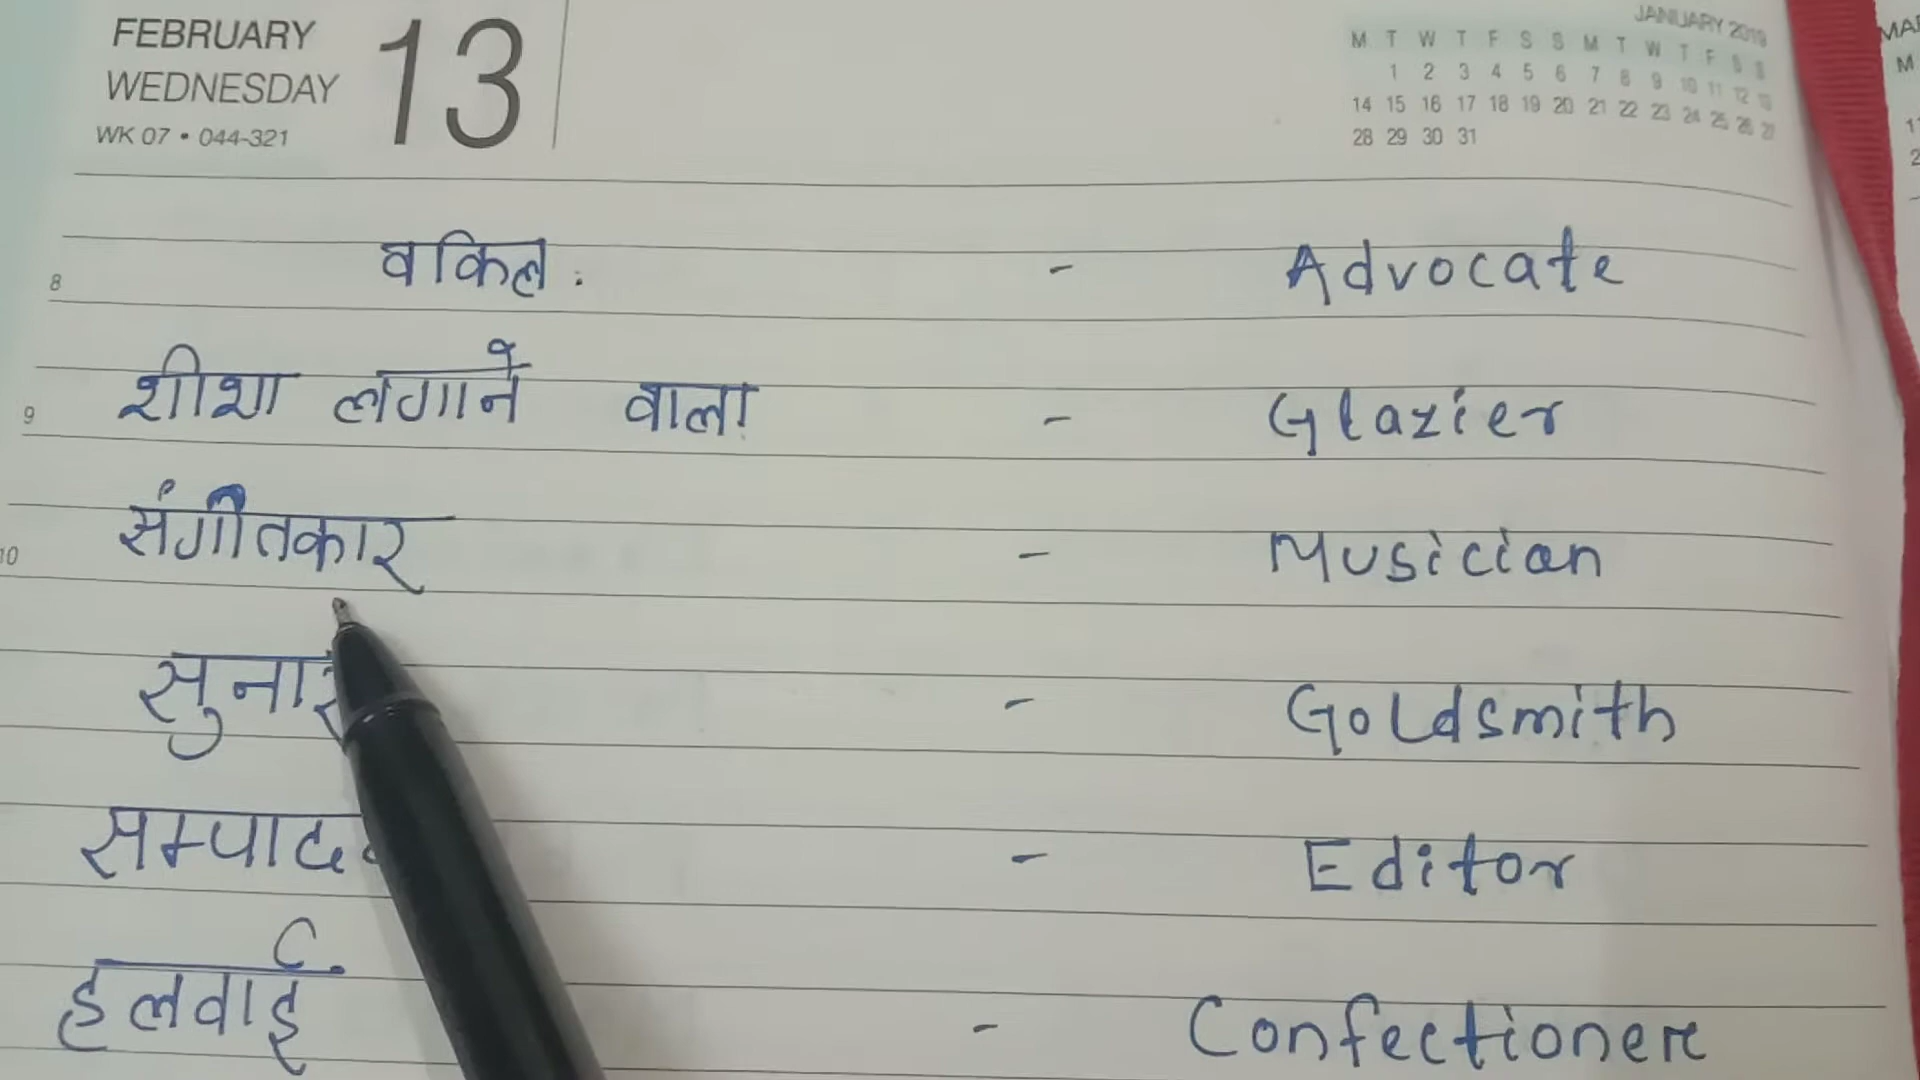 FEBRUARY
WEDNESDAY
WK 07 • 044-321
13
JANUARY 2019
M T W T F S S M T W T F S S
1 2 3 4 5 6 7 8 9 10 11 12 13
14 15 16 17 18 19 20 21 22 23 24 25 26 27
28 29 30 31
M
8 वकिल - Advocate
9 शीशा लगाने वाला - Glazier
10 संगीतकार - Musician
सुनार - Goldsmith
- Editor
हलवाई - Confectioner